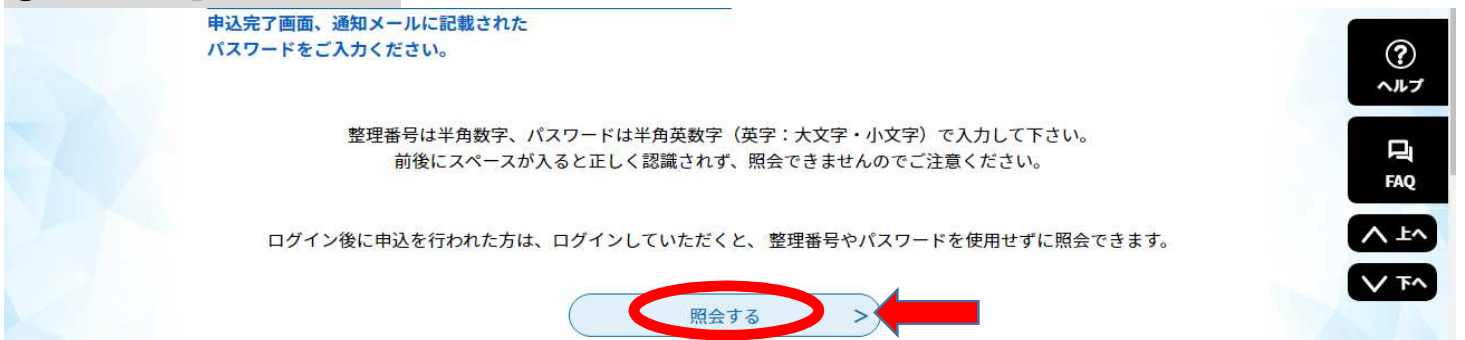 申込完了画面、通知メールに記載された
パスワードをご入力ください。
整理番号は半角数字、パスワードは半角英数字（英字：大文字・小文字）で入力して下さい。
前後にスペースが入ると正しく認識されず、照会できませんのでご注意ください。
ログイン後に申込を行われた方は、ログインしていただくと、 整理番号やパスワードを使用せずに照会できます。
照会する >
ヘルプ
FAQ
上へ
下へ